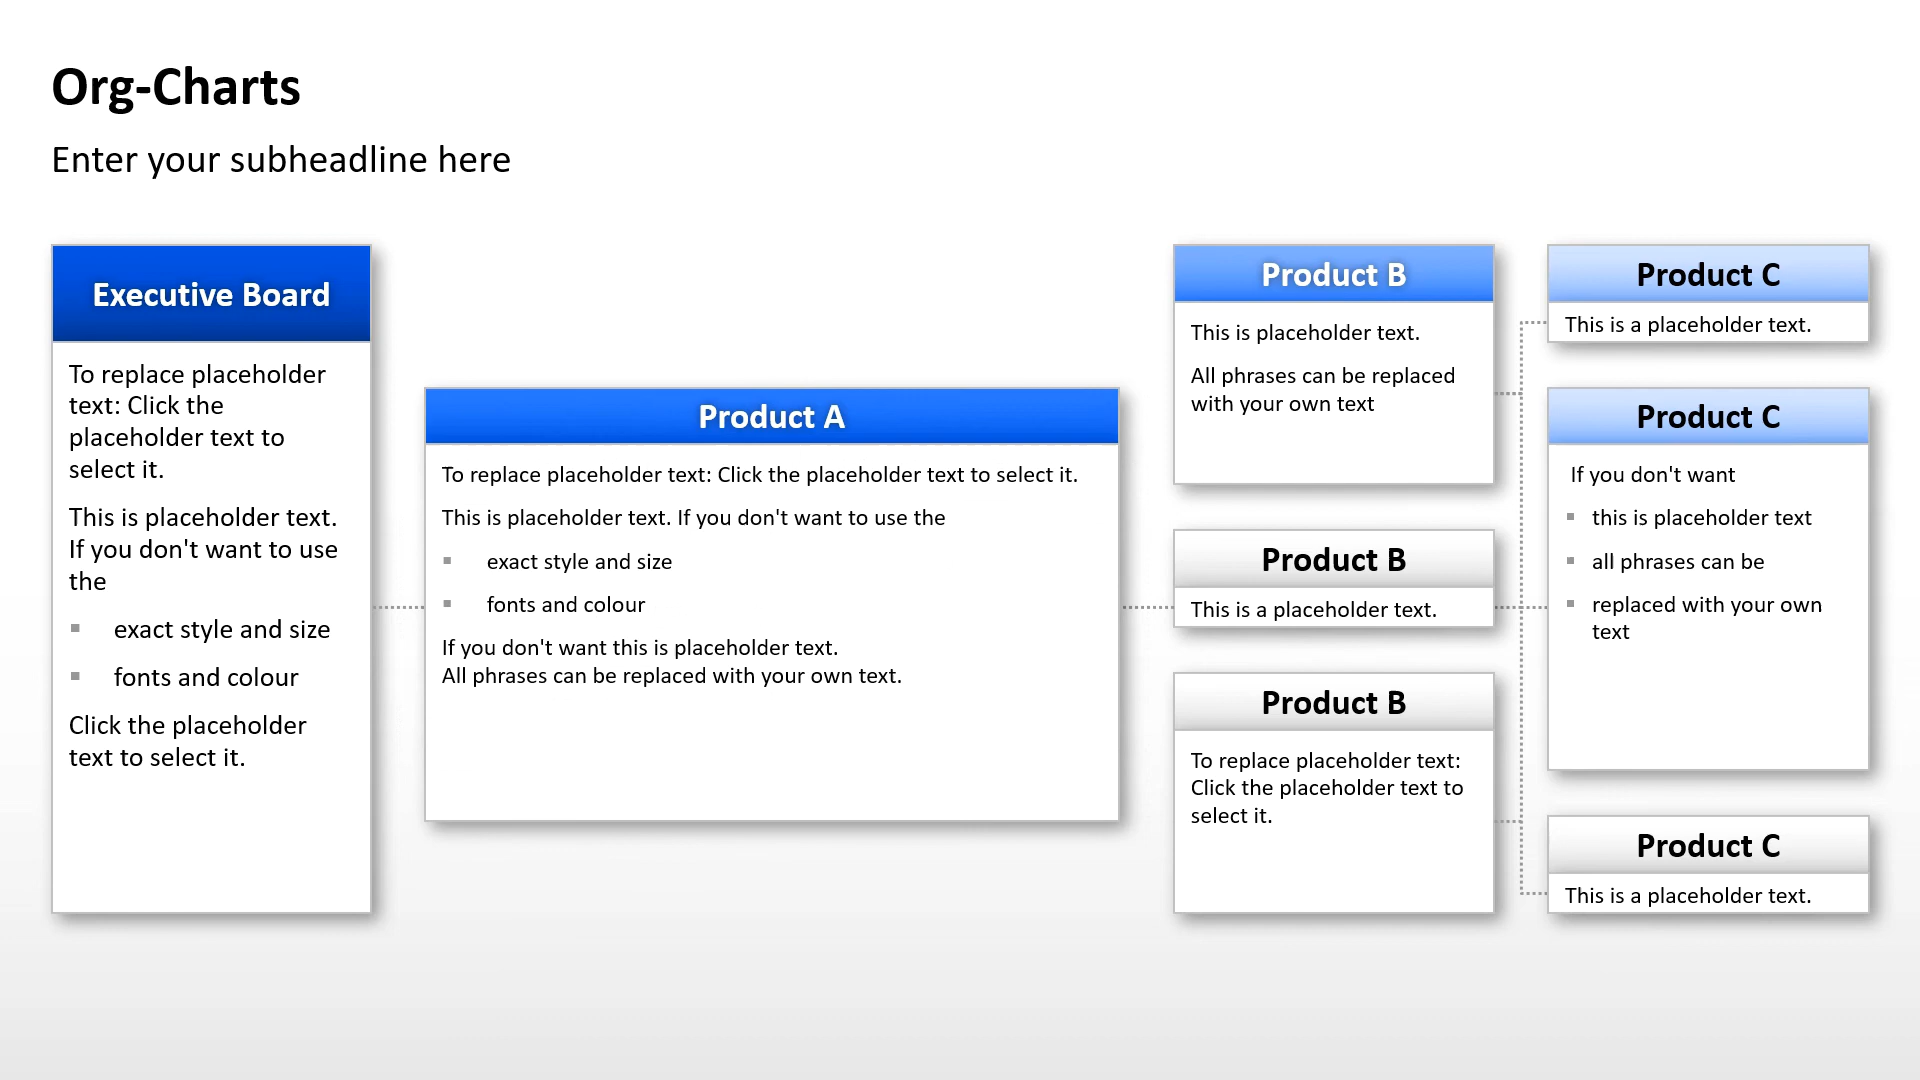 Org-Charts
Enter your subheadline here
Executive Board
To replace placeholder
text: Click the
placeholder text to
select it.
This is placeholder text.
If you don't want to use
the
▪ exact style and size
▪ fonts and colour
Click the placeholder
text to select it.
Product A
To replace placeholder text: Click the placeholder text to select it.
This is placeholder text. If you don't want to use the
▪ exact style and size
▪ fonts and colour
If you don't want this is placeholder text.
All phrases can be replaced with your own text.
Product B
This is placeholder text.
All phrases can be replaced
with your own text
Product B
This is a placeholder text.
Product B
To replace placeholder text:
Click the placeholder text to
select it.
Product C
This is a placeholder text.
Product C
If you don't want
▪ this is placeholder text
▪ all phrases can be
▪ replaced with your own
text
Product C
This is a placeholder text.